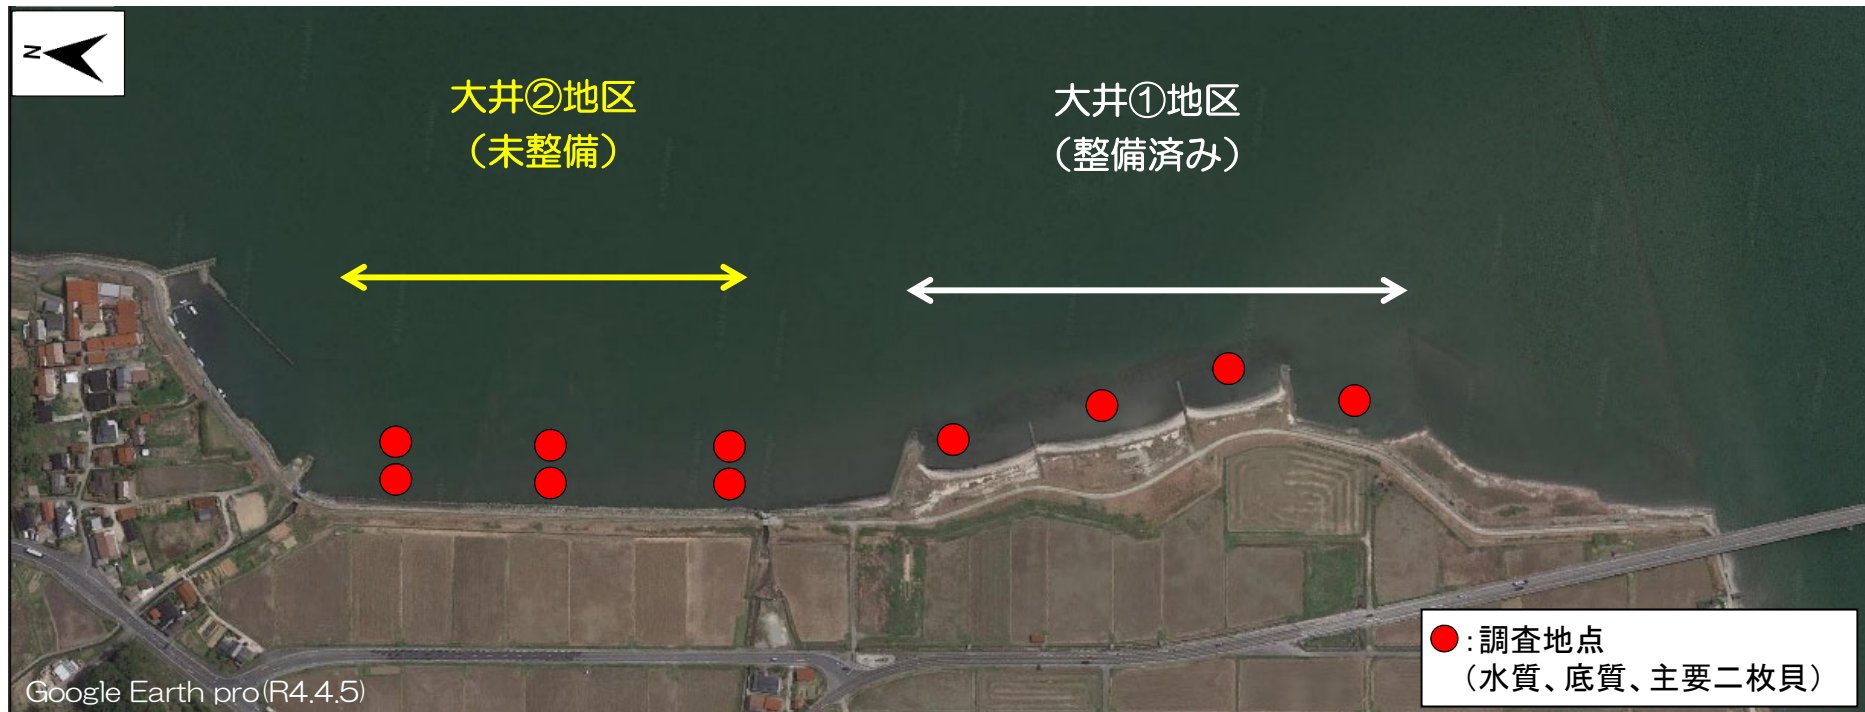 N
大井②地区
（未整備）
大井①地区
（整備済み）
：調査地点
（水質、底質、主要二枚貝）
Google Earth pro(R4.4.5)